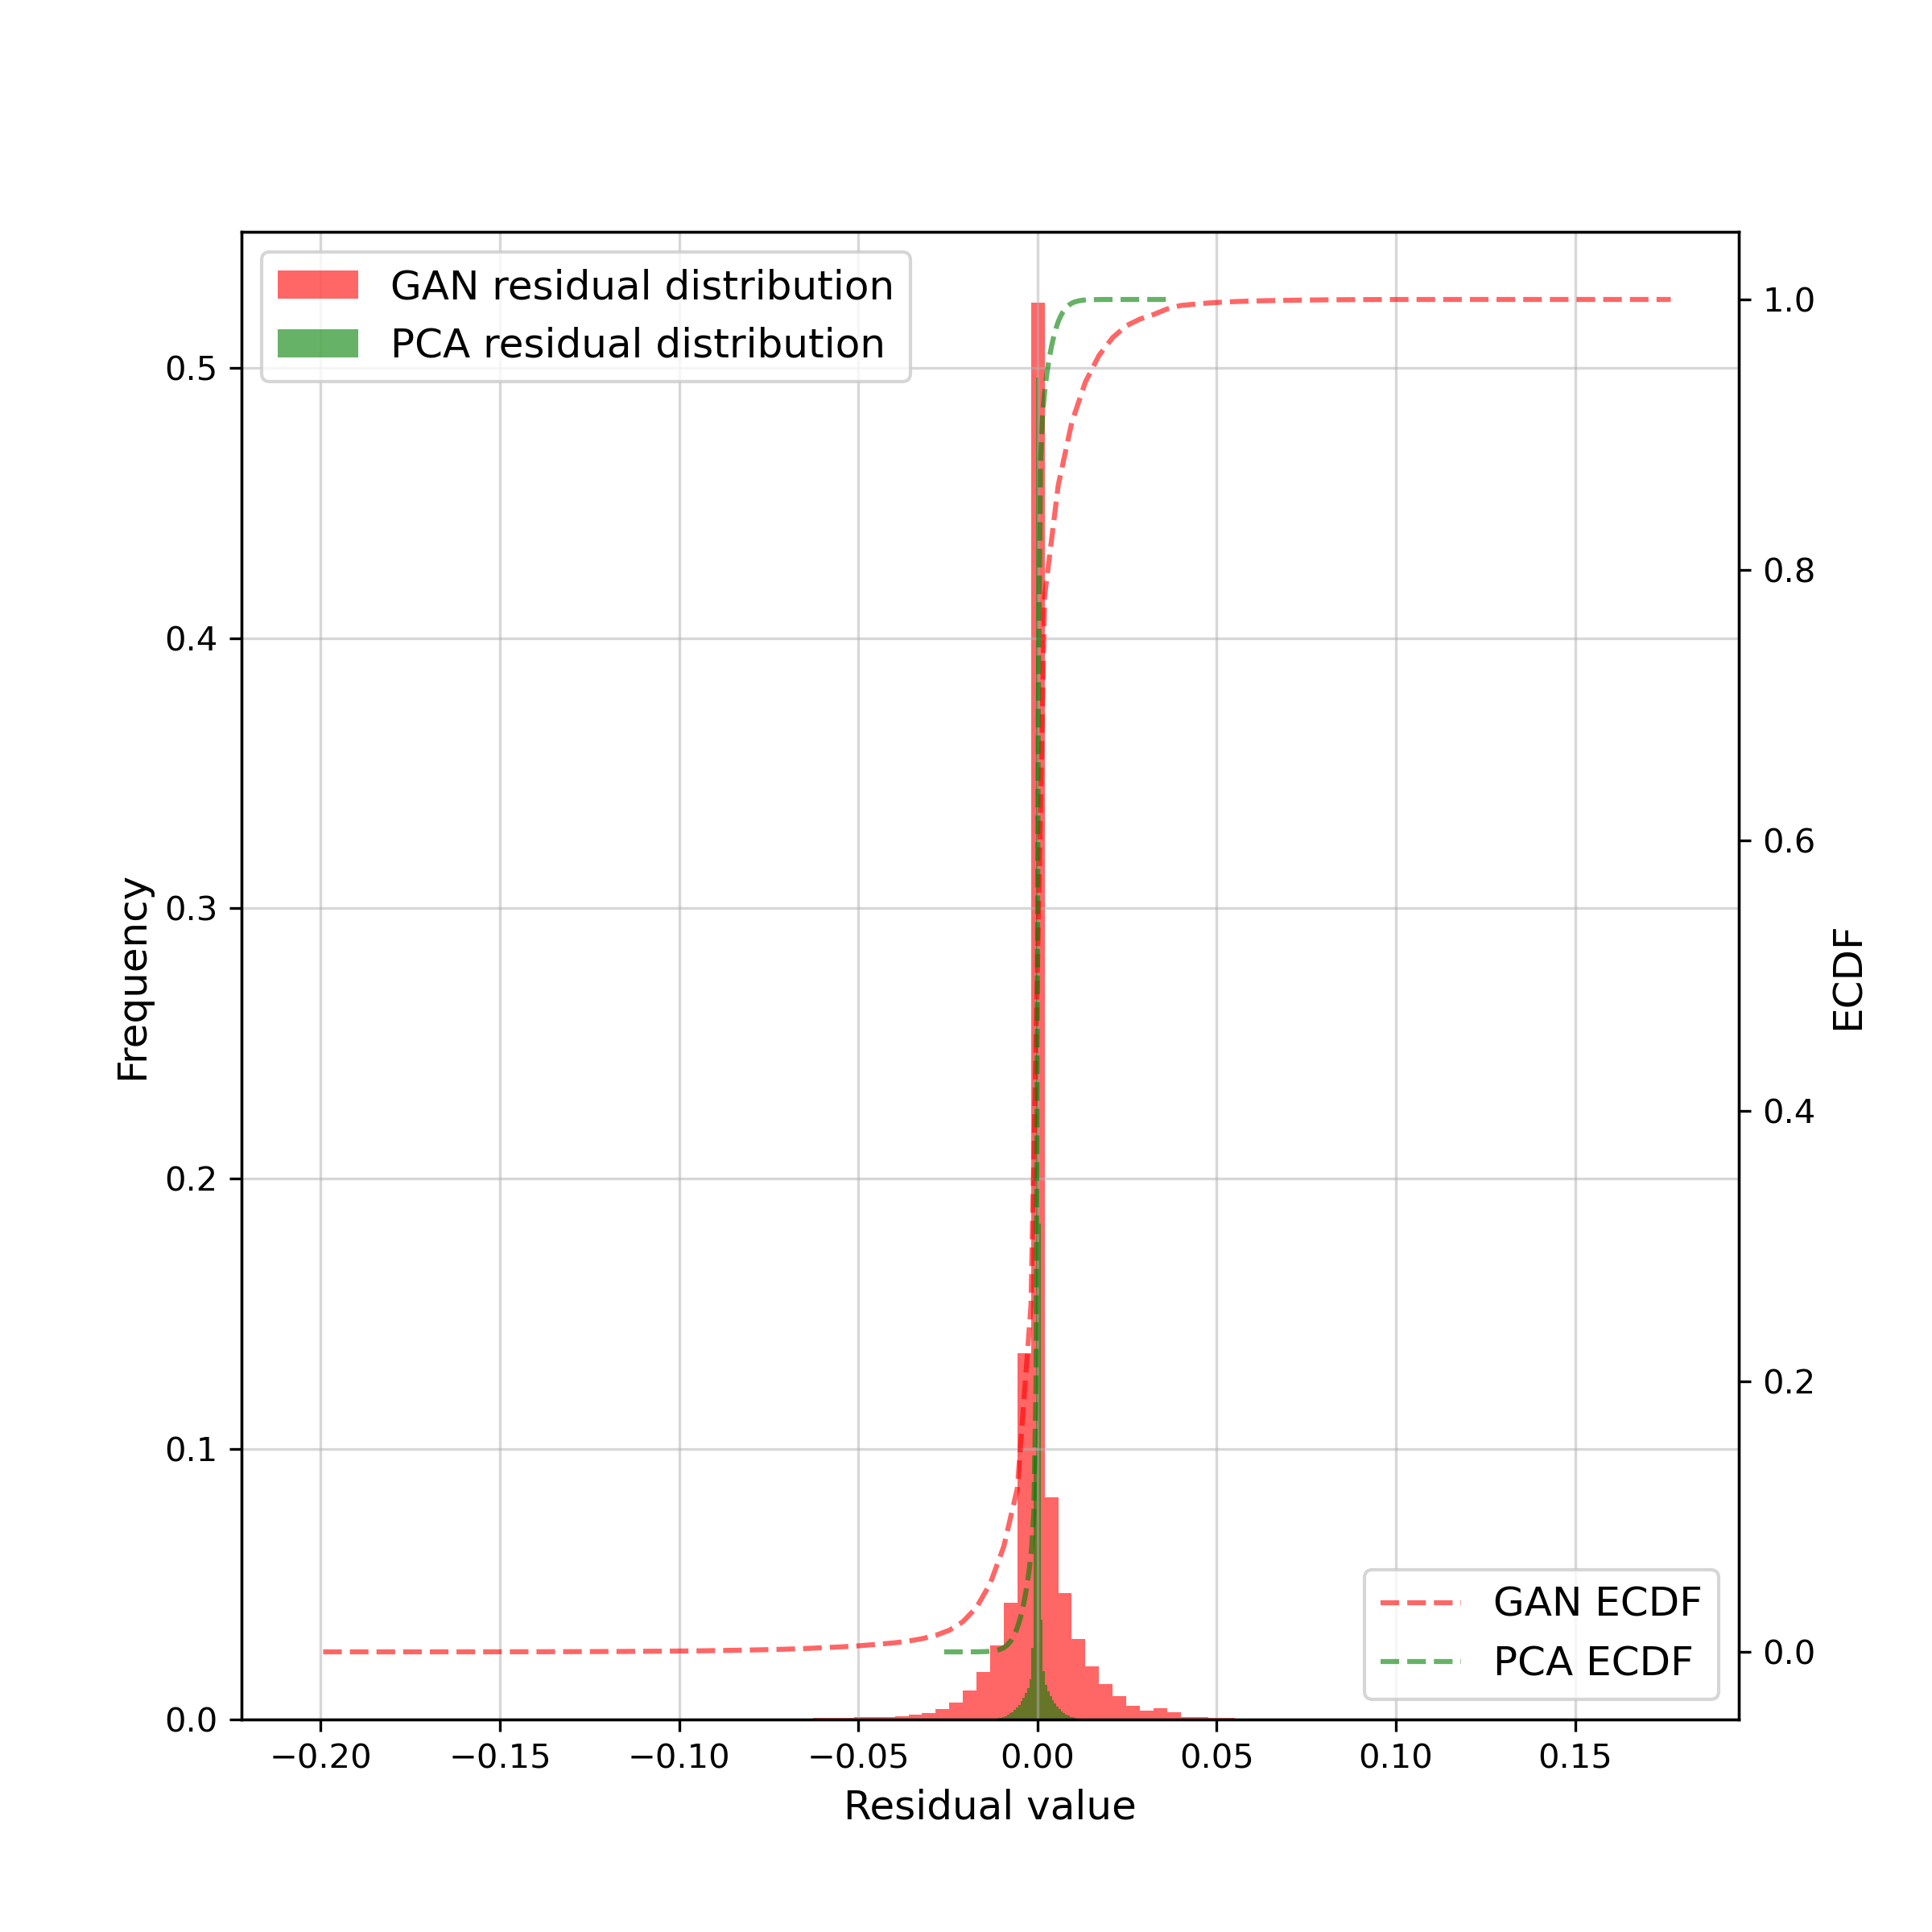 GAN residual distribution
PCA residual distribution
0.5
0.4
0.3
0.2
0.1
0.0
Frequency
1.0
0.8
0.6
0.4
0.2
0.0
ECDF
GAN ECDF
PCA ECDF
−0.20 −0.15 −0.10 −0.05 0.00 0.05 0.10 0.15
Residual value